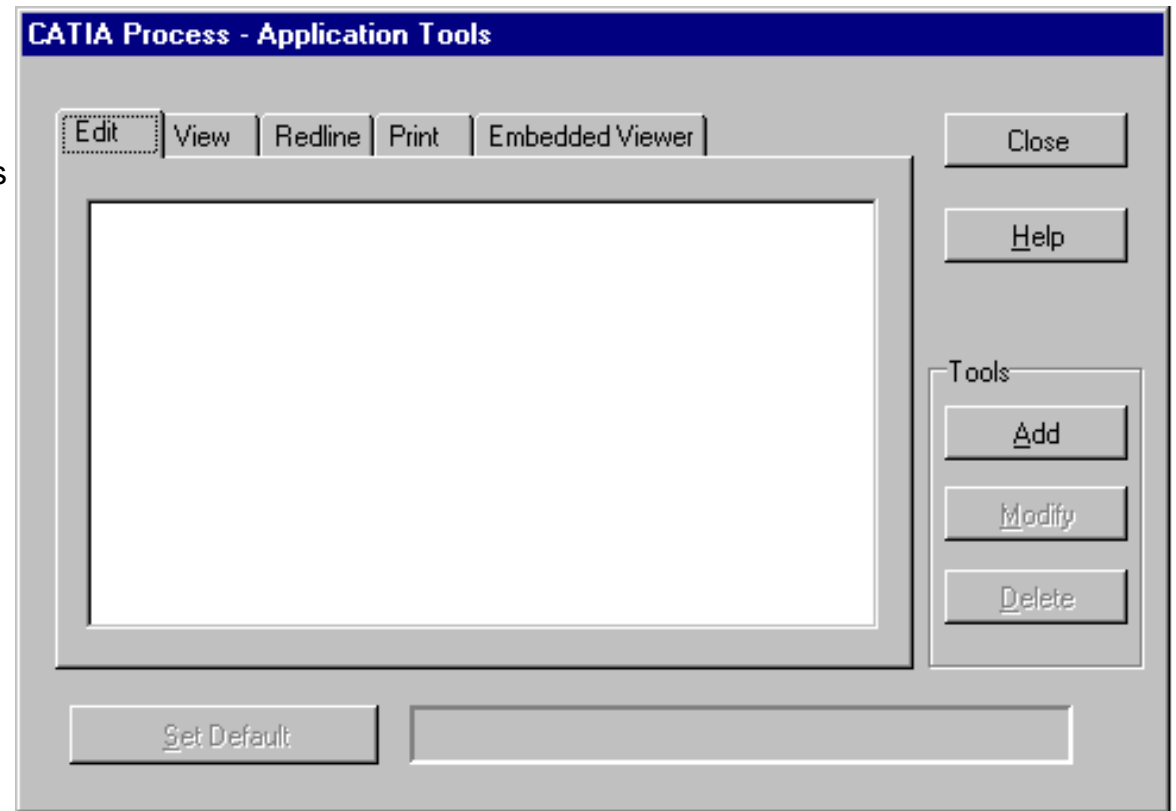 CATIA Process - Application Tools
Edit View Redline Print Embedded Viewer
Close
s
Help
Tools
Add
Modify
Delete
Set Default